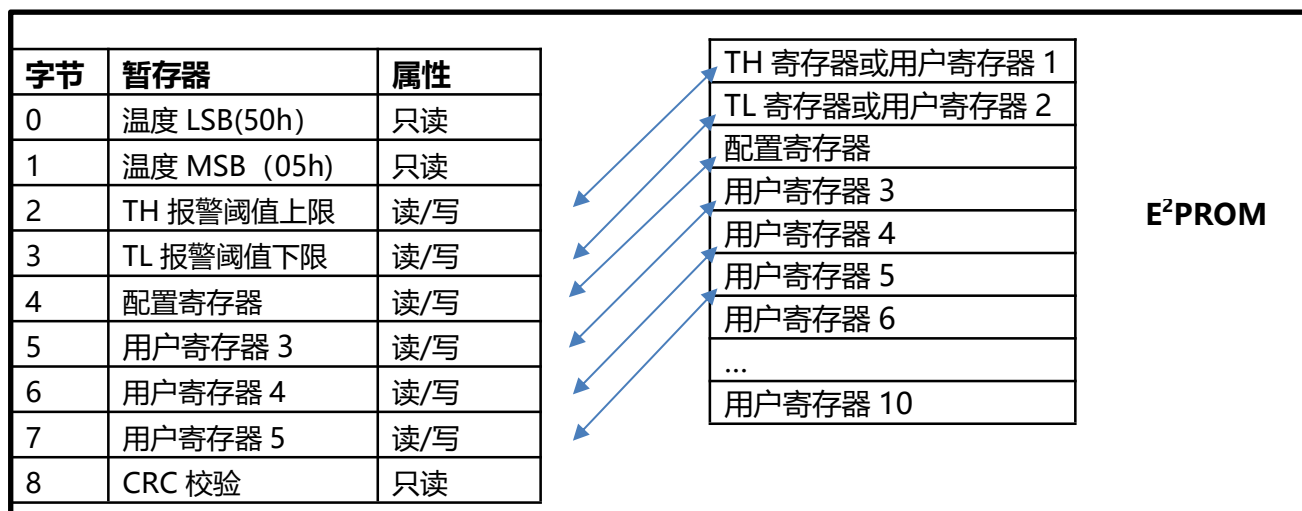 字节 暂存器 属性
0 温度 LSB(50h） 只读
1 温度 MSB（05h) 只读
2 TH 报警阈值上限 读/写
3 TL 报警阈值下限 读/写
4 配置寄存器 读/写
5 用户寄存器 3 读/写
6 用户寄存器 4 读/写
7 用户寄存器 5 读/写
8 CRC 校验 只读
TH 寄存器或用户寄存器 1
TL 寄存器或用户寄存器 2
配置寄存器
用户寄存器 3
用户寄存器 4
用户寄存器 5
用户寄存器 6
...
用户寄存器 10
E²PROM